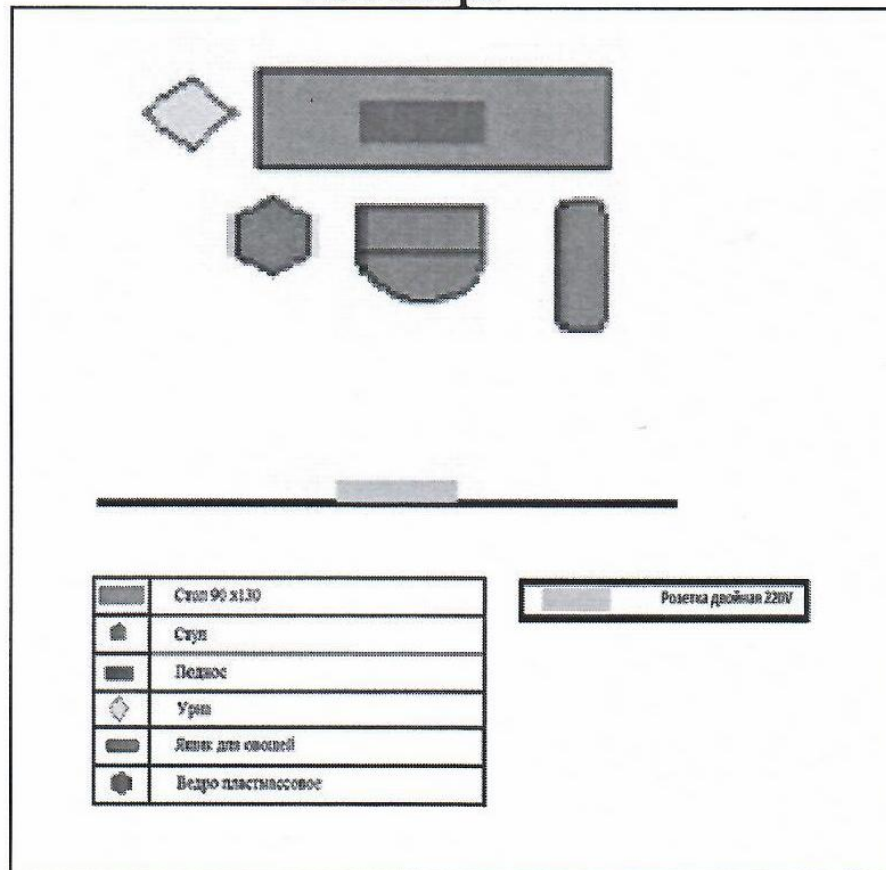 Стол 90 х130
Стул
Поднос
Урна
Ящик для овощей
Ведро пластмассовое
Розетка двойная 220V